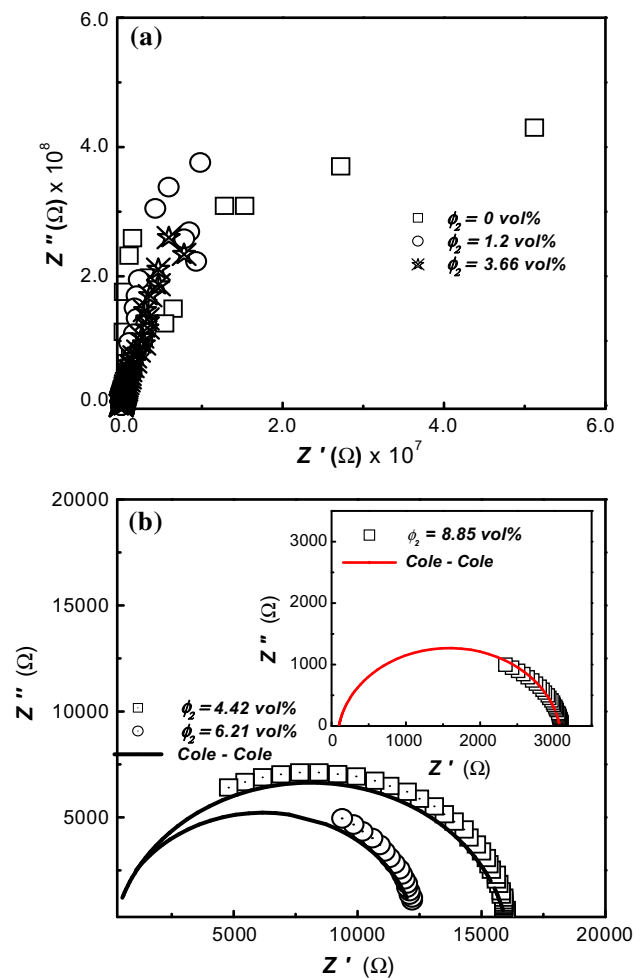 (a)
6.0
4.0
2.0
0.0
Z '' (Ω) x 10⁸
ϕ₂ = 0 vol%
ϕ₂ = 1.2 vol%
ϕ₂ = 3.66 vol%
0.0 2.0 4.0 6.0
Z ' (Ω) x 10⁷
(b)
20000
15000
10000
5000
Z '' (Ω)
ϕ₂ = 4.42 vol%
ϕ₂ = 6.21 vol%
Cole - Cole
5000 10000 15000 20000
Z ' (Ω)
ϕ₂ = 8.85 vol%
Cole - Cole
3000
2000
1000
0
Z '' (Ω)
0 1000 2000 3000
Z ' (Ω)